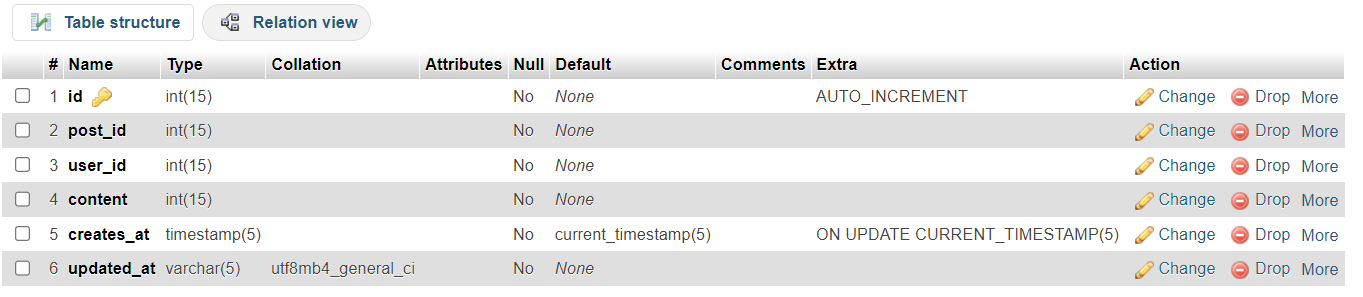 Table structure Relation view
# Name Type Collation Attributes Null Default Comments Extra Action
1 id int(15) No None AUTO_INCREMENT Change Drop More
2 post_id int(15) No None Change Drop More
3 user_id int(15) No None Change Drop More
4 content int(15) No None Change Drop More
5 creates_at timestamp(5) No current_timestamp(5) ON UPDATE CURRENT_TIMESTAMP(5) Change Drop More
6 updated_at varchar(5) utf8mb4_general_ci No None Change Drop More